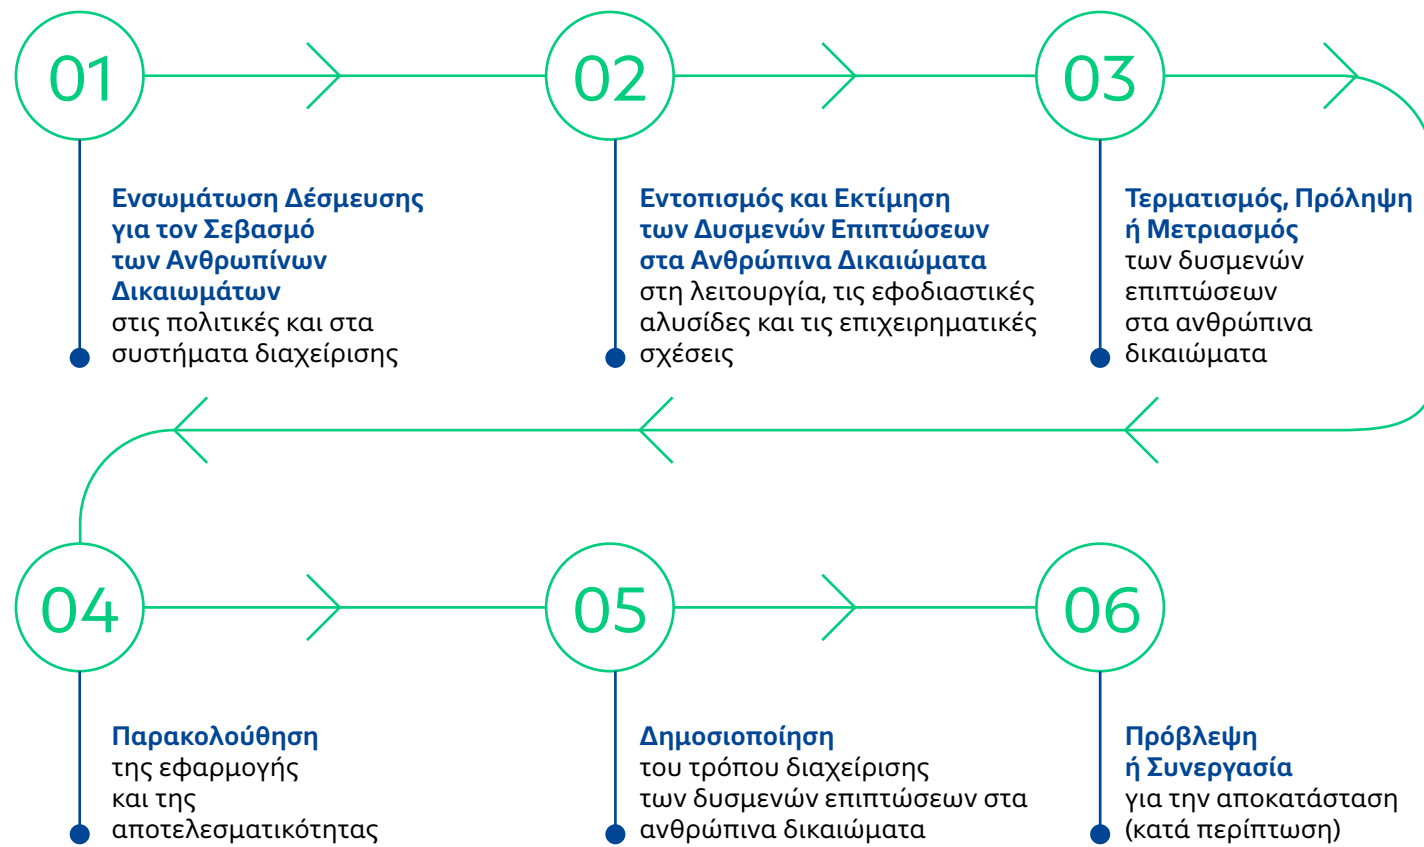 01
Ενσωμάτωση Δέσμευσης
για τον Σεβασμό
των Ανθρωπίνων
Δικαιωμάτων
στις πολιτικές και στα
συστήματα διαχείρισης
02
Εντοπισμός και Εκτίμηση
των Δυσμενών Επιπτώσεων
στα Ανθρώπινα Δικαιώματα
στη λειτουργία, τις εφοδιαστικές
αλυσίδες και τις επιχειρηματικές
σχέσεις
03
Τερματισμός, Πρόληψη
ή Μετριασμός
των δυσμενών
επιπτώσεων
στα ανθρώπινα
δικαιώματα
04
Παρακολούθηση
της εφαρμογής
και της
αποτελεσματικότητας
05
Δημοσιοποίηση
του τρόπου διαχείρισης
των δυσμενών επιπτώσεων στα
ανθρώπινα δικαιώματα
06
Πρόβλεψη
ή Συνεργασία
για την αποκατάσταση
(κατά περίπτωση)